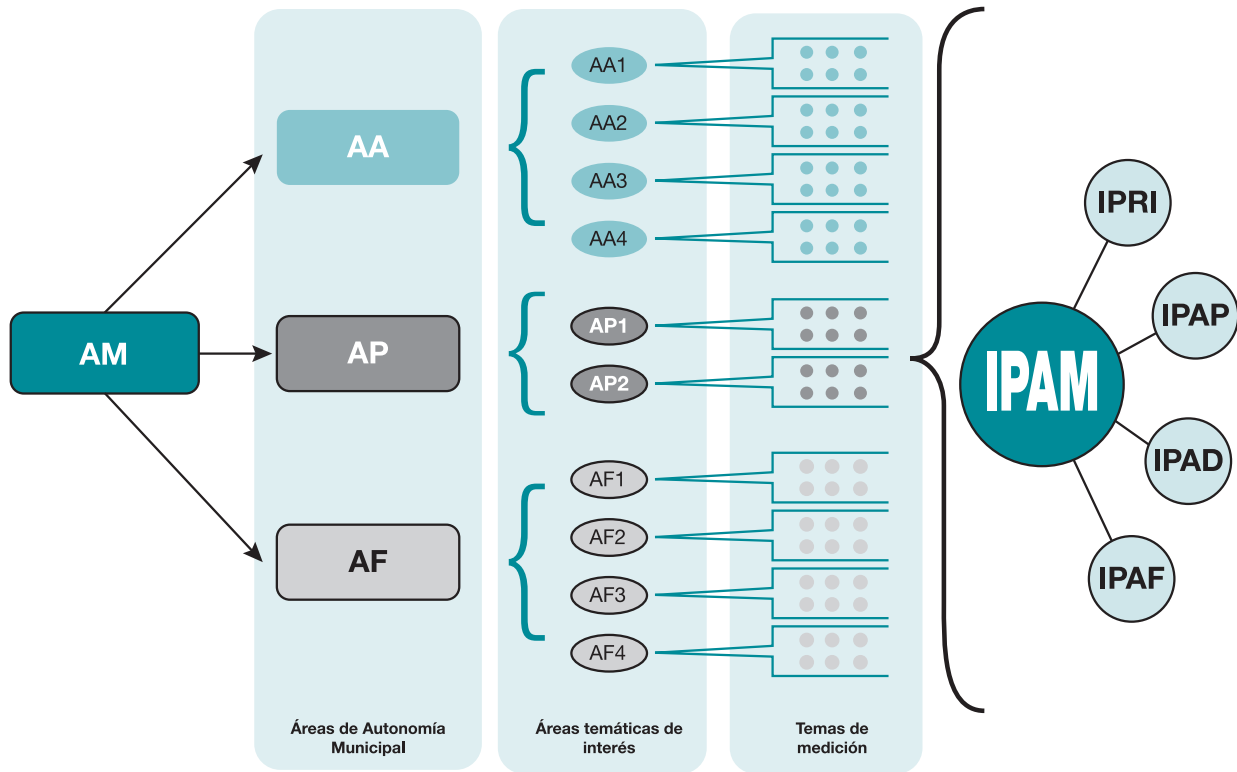 AM
AA
AP
AF
Áreas de Autonomía
Municipal
AA1
AA2
AA3
AA4
AP1
AP2
AF1
AF2
AF3
AF4
Áreas temáticas de
interés
Temas de
medición
IPAM
IPRI
IPAP
IPAD
IPAF